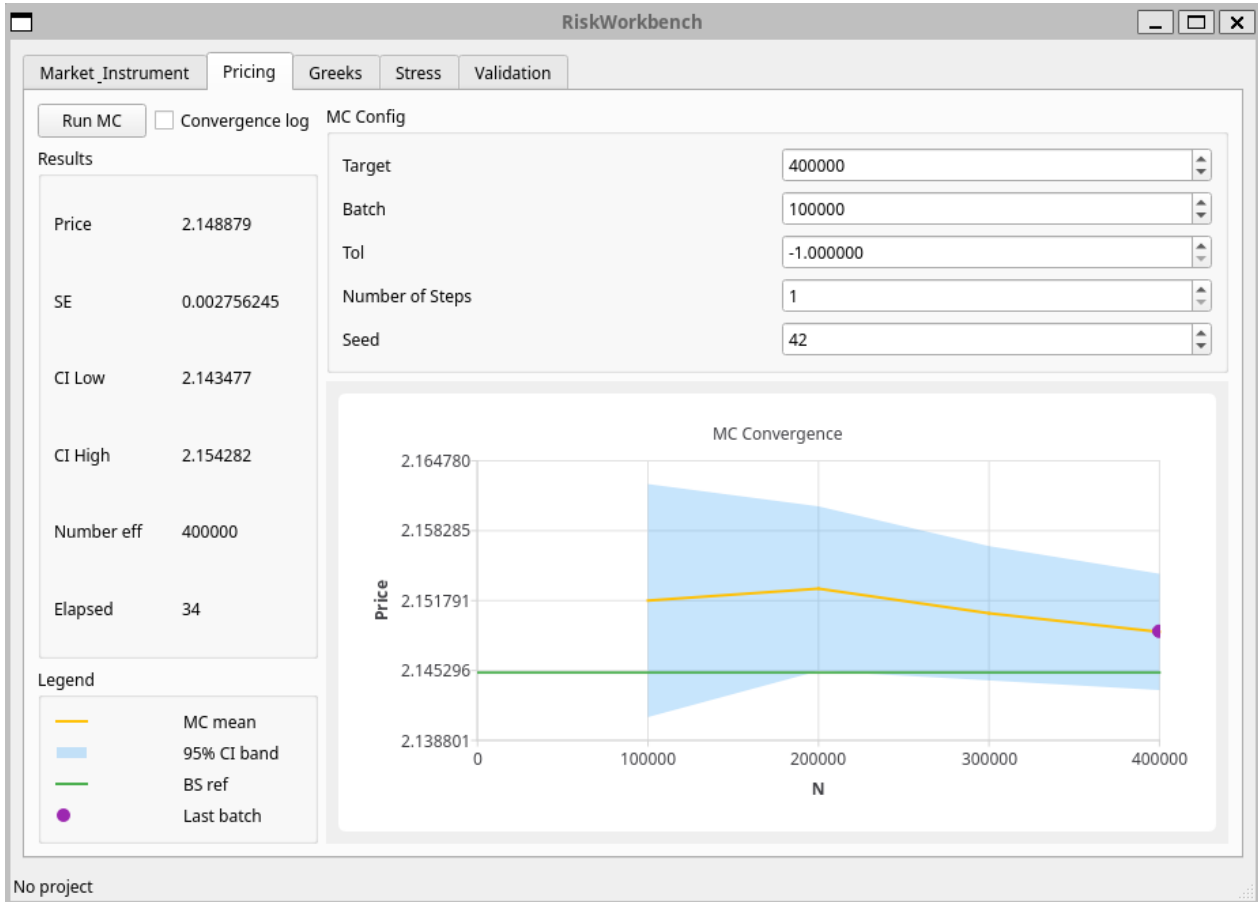 RiskWorkbench
Market_Instrument Pricing Greeks Stress Validation
Run MC Convergence log
Results
Price 2.148879
SE 0.002756245
CI Low 2.143477
CI High 2.154282
Number eff 400000
Elapsed 34
Legend
MC mean
95% CI band
BS ref
Last batch
MC Config
Target 400000
Batch 100000
Tol -1.000000
Number of Steps 1
Seed 42
MC Convergence
2.164780
2.158285
2.151791
2.145296
2.138801
Price
0 100000 200000 300000 400000
N
No project